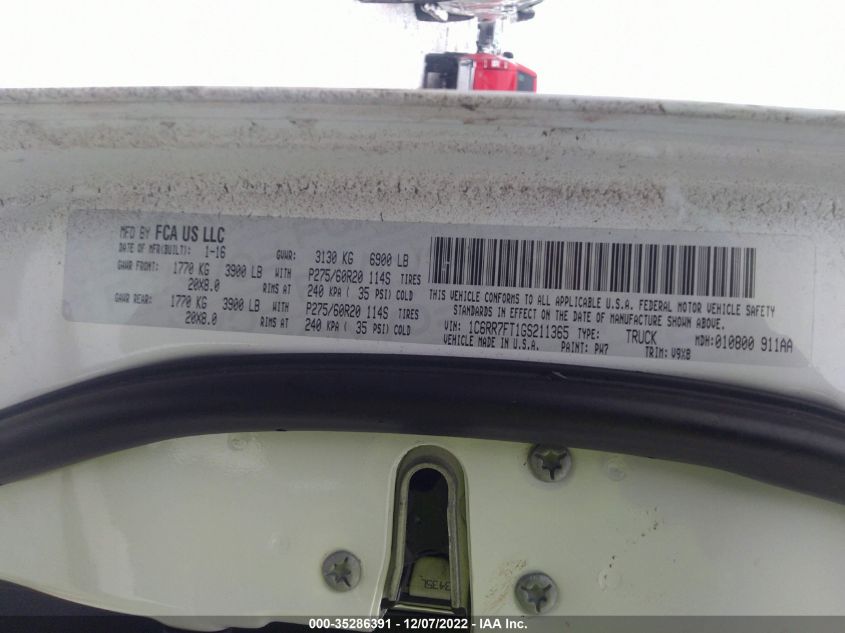 MFD BY FCA US LLC
DATE OF MFR(BUILT): 1-16 GVWR: 3130 KG 6900 LB
GAWR FRONT: 1770 KG 3900 LB WITH P275/60R20 114S TIRES
20X8.0 RIMS AT 240 KPA ( 35 PSI) COLD
GAWR REAR: 1770 KG 3900 LB WITH P275/60R20 114S TIRES
20X8.0 RIMS AT 240 KPA ( 35 PSI) COLD
THIS VEHICLE CONFORMS TO ALL APPLICABLE U.S.A. FEDERAL MOTOR VEHICLE SAFETY
STANDARDS IN EFFECT ON THE DATE OF MANUFACTURE SHOWN ABOVE.
VIN: 1C6RR7FT1GS211365 TYPE: TRUCK MDH: 010800 911AA
VEHICLE MADE IN U.S.A. PAINT: PW7 TRIM: V9X8
3435L
000-35286391 - 12/07/2022 - IAA Inc.